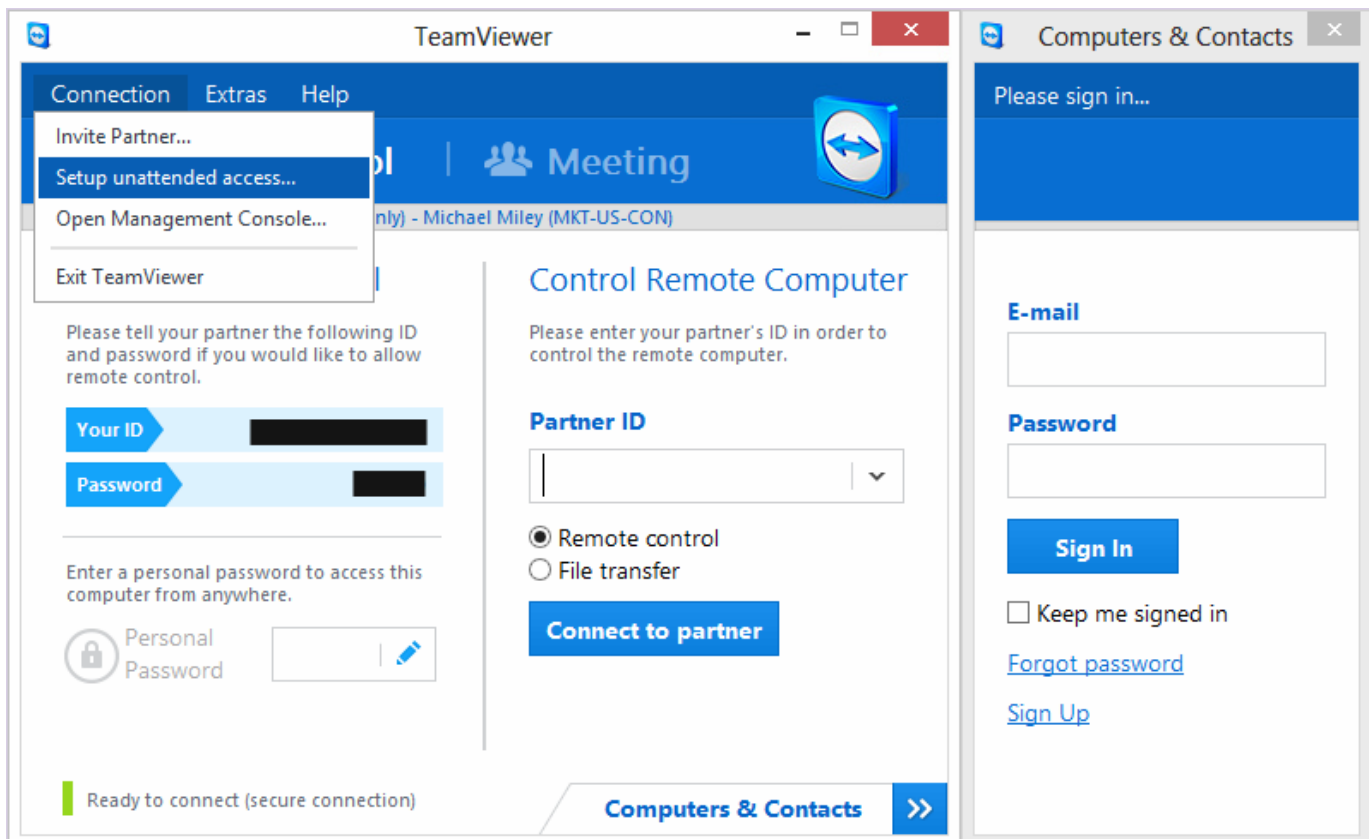 TeamViewer
Connection Extras Help
Invite Partner...
Setup unattended access...
Open Management Console...
Exit TeamViewer
Meeting
- Michael Miley (MKT-US-CON)
Please tell your partner the following ID
and password if you would like to allow
remote control.
Your ID
Password
Enter a personal password to access this
computer from anywhere.
Personal
Password
Control Remote Computer
Please enter your partner's ID in order to
control the remote computer.
Partner ID
Remote control
File transfer
Connect to partner
Ready to connect (secure connection)
Computers & Contacts
Computers & Contacts
Please sign in...
E-mail
Password
Sign In
Keep me signed in
Forgot password
Sign Up